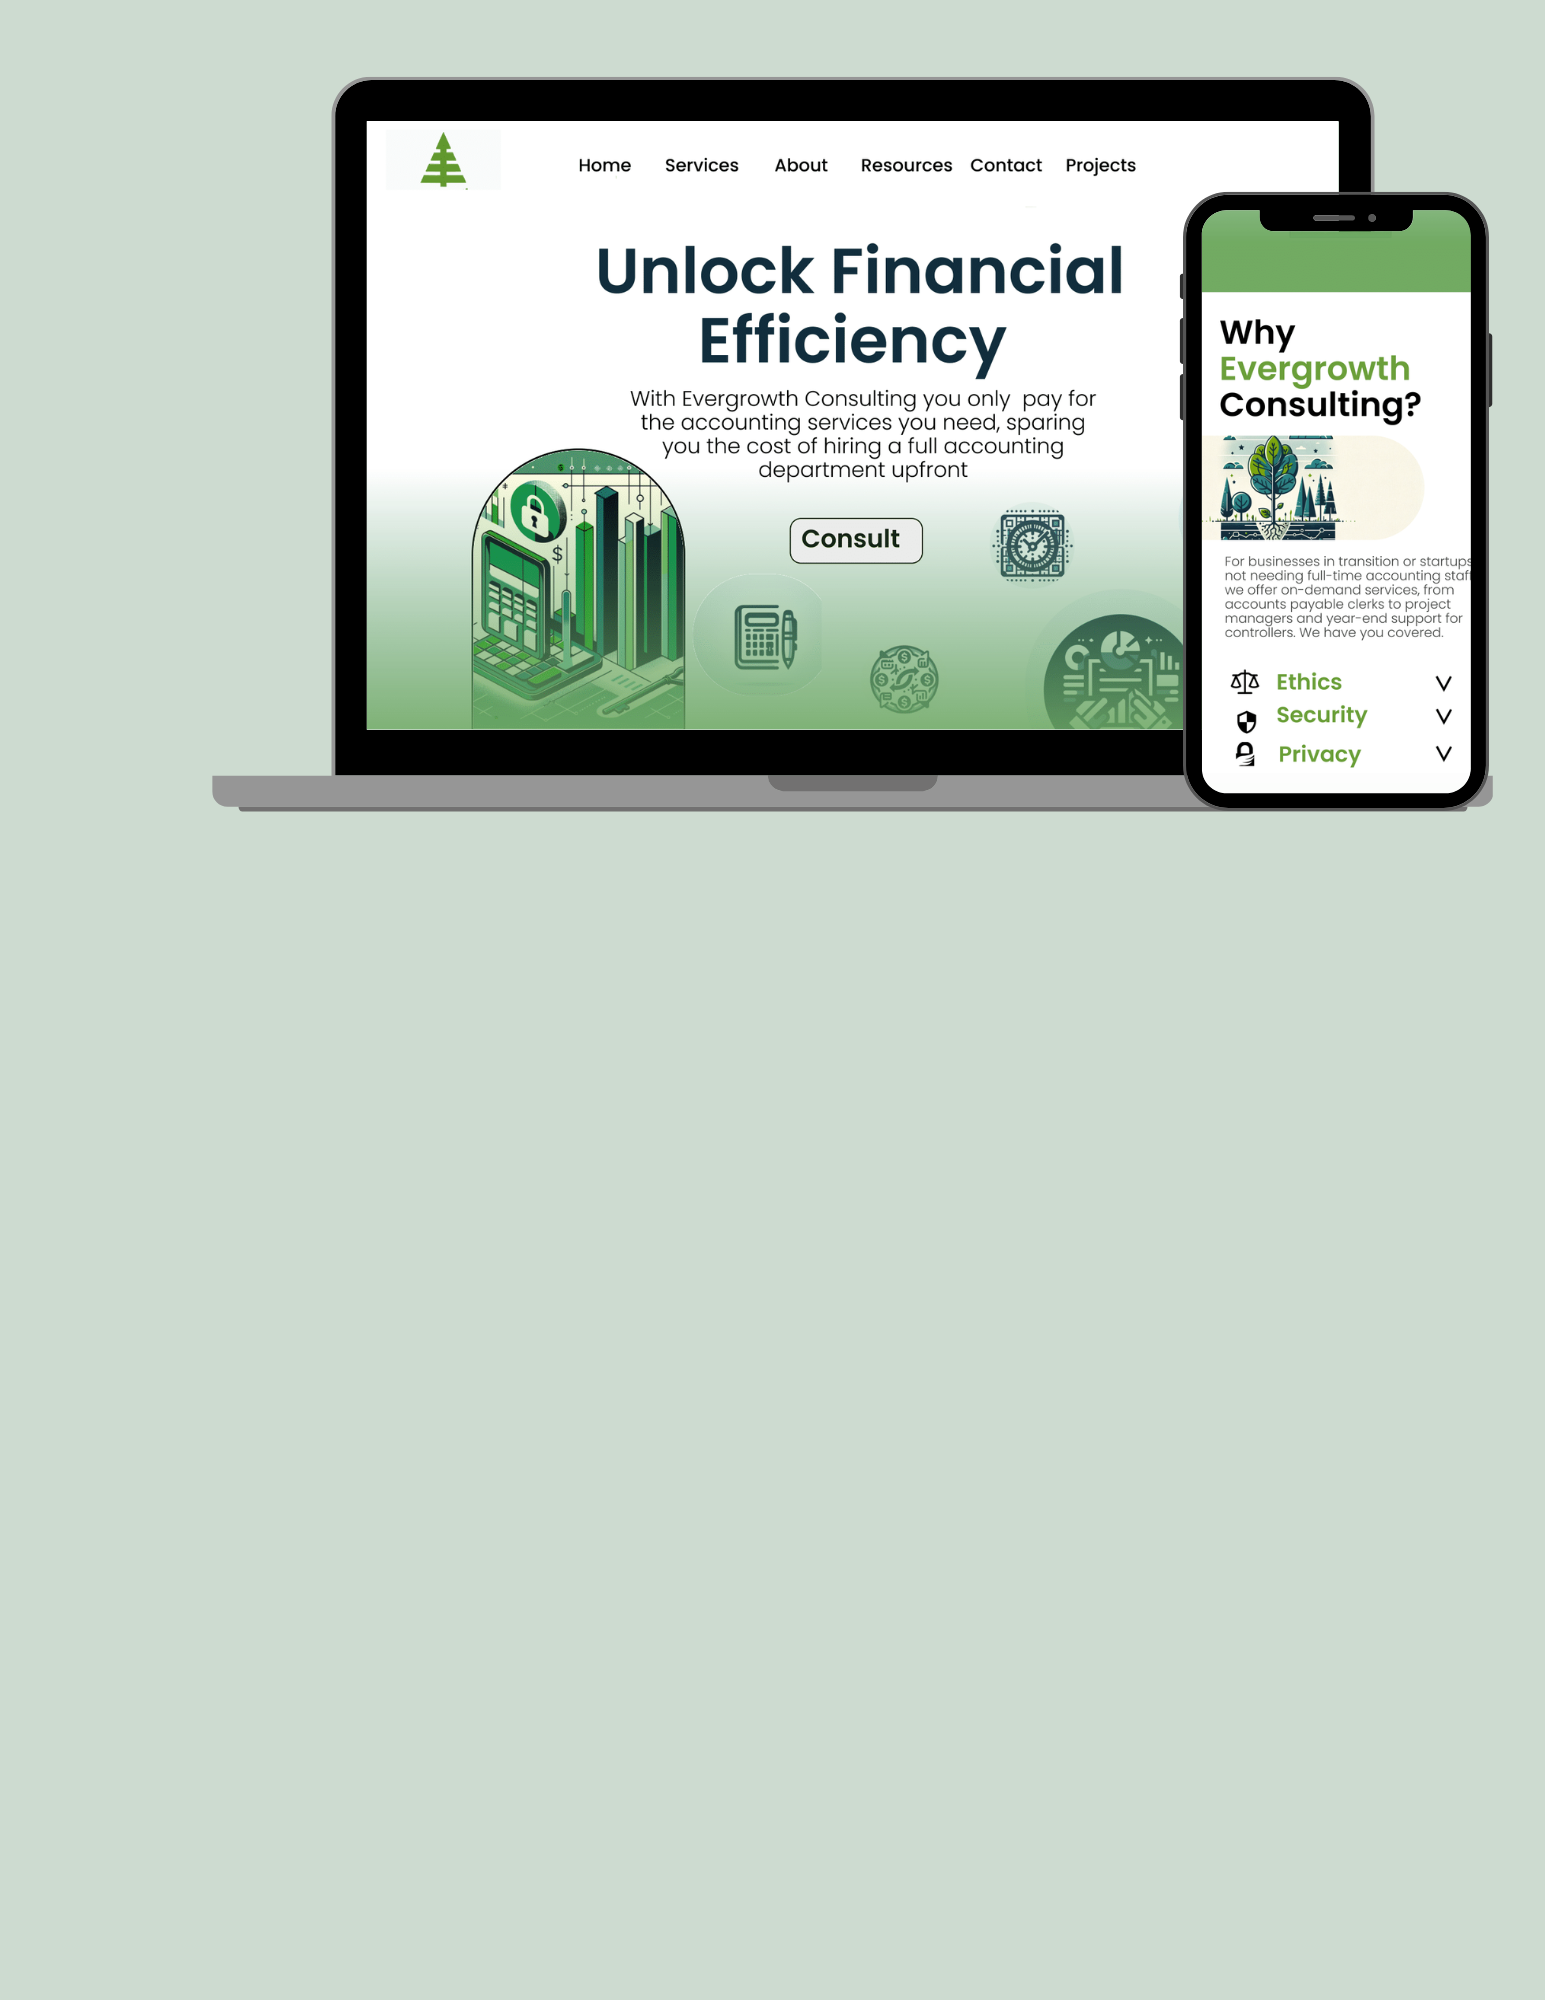 Home Services About Resources Contact Projects
Unlock Financial
Efficiency
With Evergrowth Consulting you only  pay for
the accounting services you need, sparing
you the cost of hiring a full accounting
department upfront
$
Consult
Why
Evergrowth
Consulting?
For businesses in transition or startups
not needing full-time accounting staff
we offer on-demand services, from
accounts payable clerks to project
managers and year-end support for
controllers. We have you covered.
Ethics
Security
Privacy